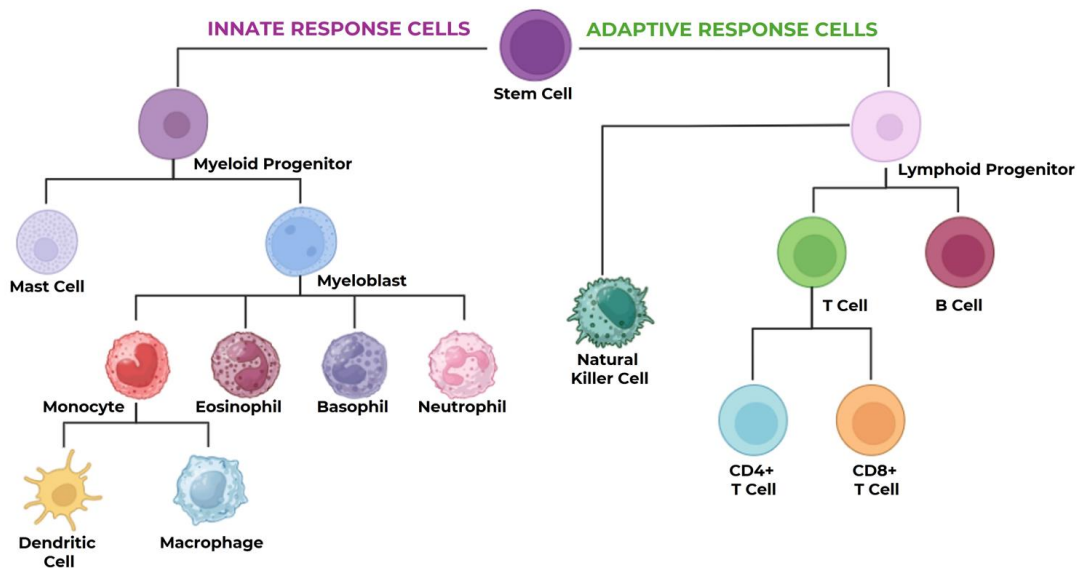 INNATE RESPONSE CELLS
ADAPTIVE RESPONSE CELLS
Stem Cell
Myeloid Progenitor
Lymphoid Progenitor
Mast Cell
Myeloblast
T Cell
B Cell
Natural
Killer Cell
Monocyte
Eosinophil
Basophil
Neutrophil
CD4+
T Cell
CD8+
T Cell
Dendritic
Cell
Macrophage